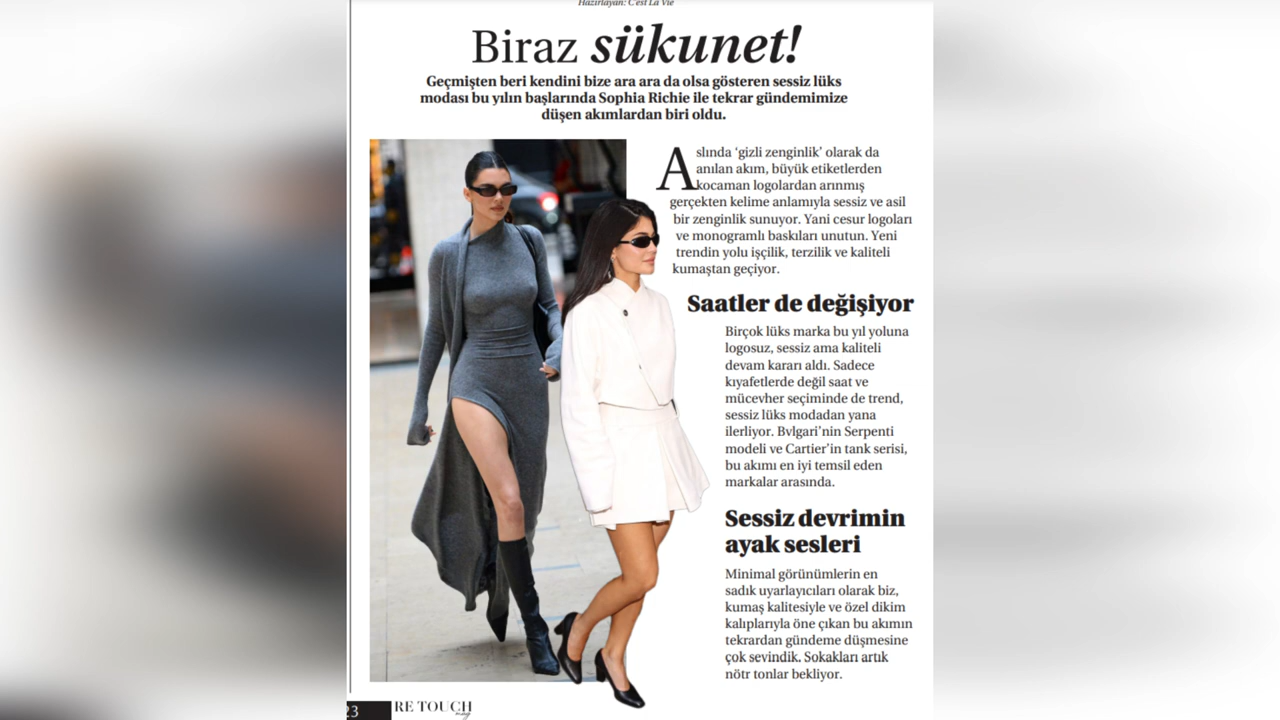 Hazırlayan: C'est La Vie
Biraz sükunet!
Geçmişten beri kendini bize ara ara da olsa gösteren sessiz lüks
modası bu yılın başlarında Sophia Richie ile tekrar gündemimize
düşen akımlardan biri oldu.
Aslında ‘gizli zenginlik’ olarak da
anılan akım, büyük etiketlerden
kocaman logolardan arınmış
gerçekten kelime anlamıyla sessiz ve asil
bir zenginlik sunuyor. Yani cesur logoları
ve monogramlı baskıları unutun. Yeni
trendin yolu işçilik, terzilik ve kaliteli
kumaştan geçiyor.
Saatler de değişiyor
Birçok lüks marka bu yıl yoluna
logosuz, sessiz ama kaliteli
devam kararı aldı. Sadece
kıyafetlerde değil saat ve
mücevher seçiminde de trend,
sessiz lüks modadan yana
ilerliyor. Bvlgari’nin Serpenti
modeli ve Cartier’in tank serisi,
bu akımı en iyi temsil eden
markalar arasında.
Sessiz devrimin
ayak sesleri
Minimal görünümlerin en
sadık uyarlayıcıları olarak biz,
kumaş kalitesiyle ve özel dikim
kalıplarıyla öne çıkan bu akımın
tekrardan gündeme düşmesine
çok sevindik. Sokakları artık
nötr tonlar bekliyor.
23
RE TOUCH
mag